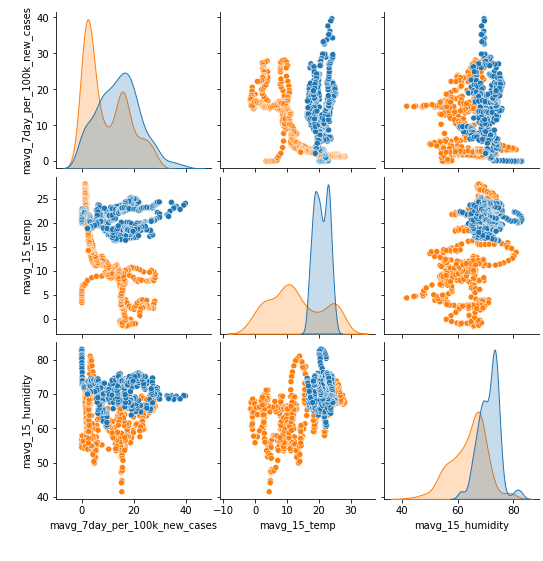 mavg_7day_per_100k_new_cases
40
30
20
10
0
mavg_15_temp
25
20
15
10
5
0
mavg_15_humidity
80
70
60
50
40
0 20 40
−10 0 10 20 30
40 60 80
mavg_7day_per_100k_new_cases mavg_15_temp mavg_15_humidity